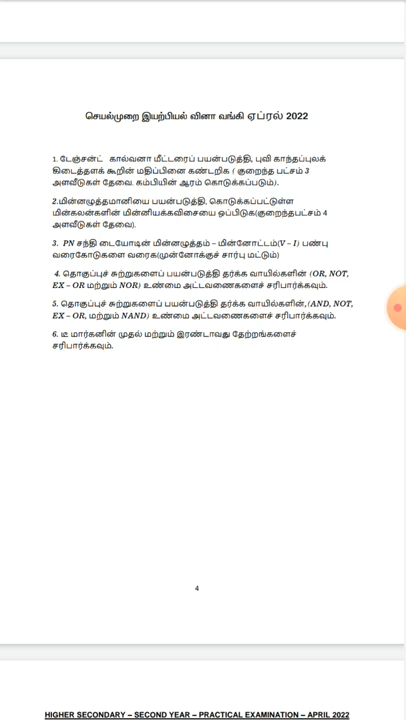 செயல்முறை இயற்பியல் வினா வங்கி ஏப்ரல் 2022
1. டேஞ்சன்ட் கால்வனா மீட்டரைப் பயன்படுத்தி, புவி காந்தப்புலக்
கிடைத்தளக் கூறின் மதிப்பினை கண்டறிக ( குறைந்த பட்சம் 3
அளவீடுகள் தேவை. கம்பியின் ஆரம் கொடுக்கப்படும்).
2.மின்னழுத்தமானியை பயன்படுத்தி, கொடுக்கப்பட்டுள்ள
மின்கலன்களின் மின்னியக்கவிசையை ஒப்பிடுக(குறைந்தபட்சம் 4
அளவீடுகள் தேவை).
3. PN சந்தி டையோடின் மின்னழுத்தம் – மின்னோட்டம்(V – I) பண்பு
வரைகோடுகளை வரைக(முன்னோக்குச் சார்பு மட்டும்)
4. தொகுப்புச் சுற்றுகளைப் பயன்படுத்தி தர்க்க வாயில்களின் (OR, NOT,
EX – OR மற்றும் NOR) உண்மை அட்டவணைகளைச் சரிபார்க்கவும்.
5. தொகுப்புச் சுற்றுகளைப் பயன்படுத்தி தர்க்க வாயில்களின்,(AND, NOT,
EX – OR, மற்றும் NAND) உண்மை அட்டவணைகளைச் சரிபார்க்கவும்.
6. டீ மார்கனின் முதல் மற்றும் இரண்டாவது தேற்றங்களைச்
சரிபார்க்கவும்.
4
HIGHER SECONDARY – SECOND YEAR – PRACTICAL EXAMINATION – APRIL 2022